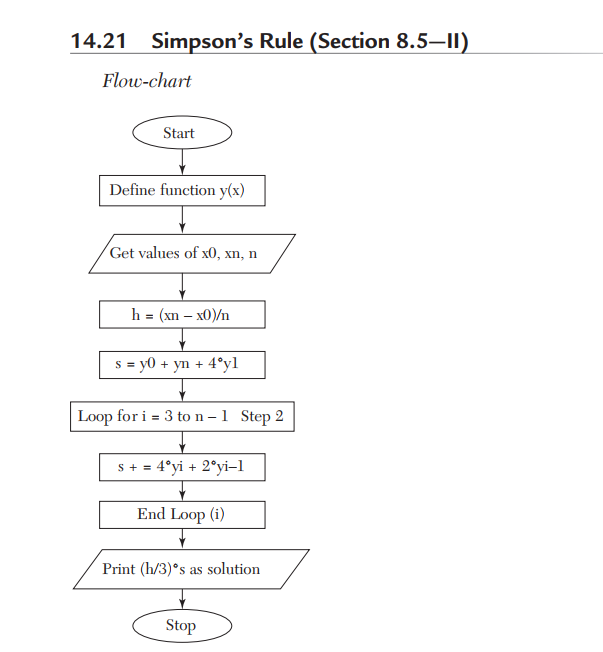 14.21 Simpson's Rule (Section 8.5—II)
Flow-chart
Start
Define function y(x)
Get values of x0, xn, n
h = (xn – x0)/n
s = y0 + yn + 4*y1
Loop for i = 3 to n – 1 Step 2
s + = 4*yi + 2*yi–1
End Loop (i)
Print (h/3)*s as solution
Stop